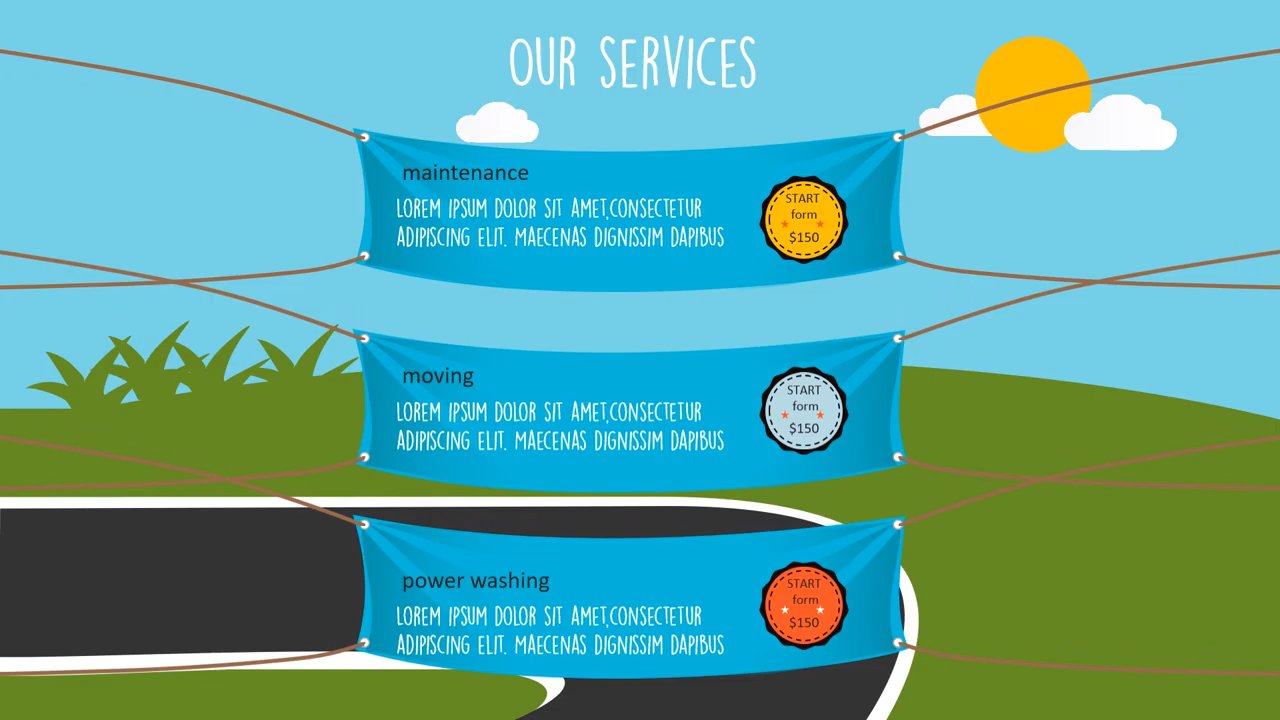 OUR SERVICES
maintenance
LOREM IPSUM DOLOR SIT AMET,CONSECTETUR
ADIPISCING ELIT. MAECENAS DIGNISSIM DAPIBUS
START
form
$150
moving
LOREM IPSUM DOLOR SIT AMET,CONSECTETUR
ADIPISCING ELIT. MAECENAS DIGNISSIM DAPIBUS
START
form
$150
power washing
LOREM IPSUM DOLOR SIT AMET,CONSECTETUR
ADIPISCING ELIT. MAECENAS DIGNISSIM DAPIBUS
START
form
$150